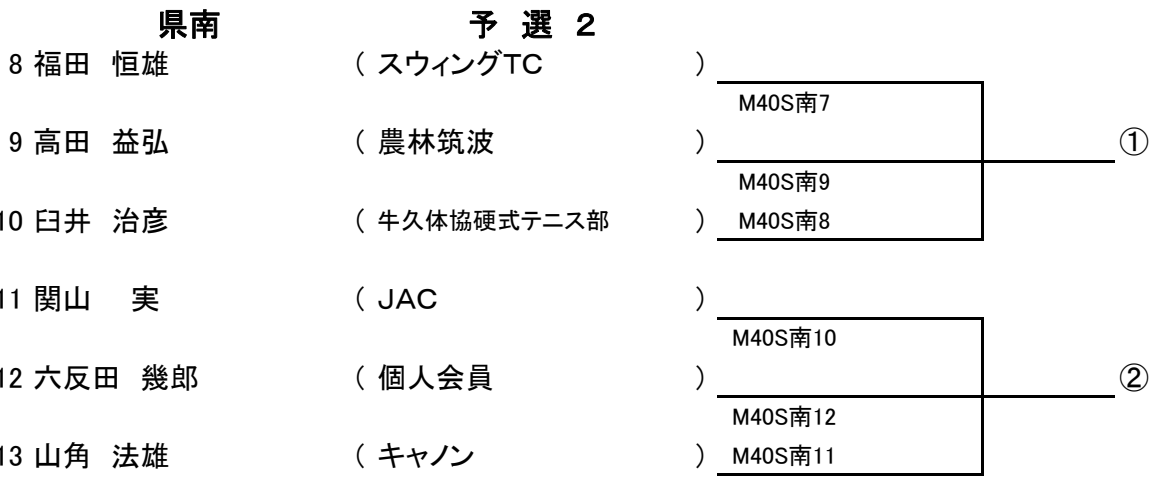 県南 予 選 2
8 福田 恒雄 ( スウィングTC )
M40S南7
9 高田 益弘 ( 農林筑波 ) ①
M40S南9
10 臼井 治彦 ( 牛久体協硬式テニス部 ) M40S南8
11 関山 実 ( JAC )
M40S南10
12 六反田 幾郎 ( 個人会員 ) ②
M40S南12
13 山角 法雄 ( キャノン ) M40S南11